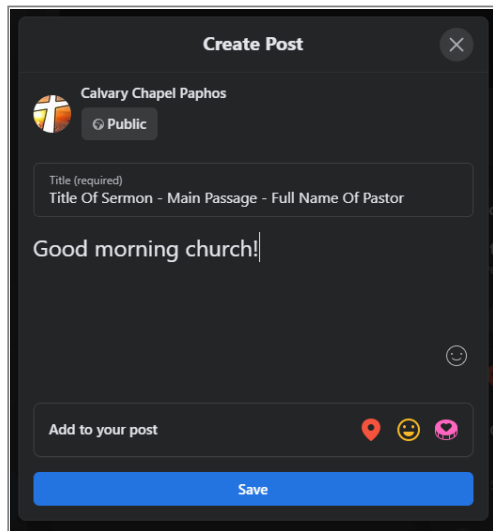 Create Post
Calvary Chapel Paphos
Public
Title (required)
Title Of Sermon - Main Passage - Full Name Of Pastor
Good morning church!
Add to your post
Save